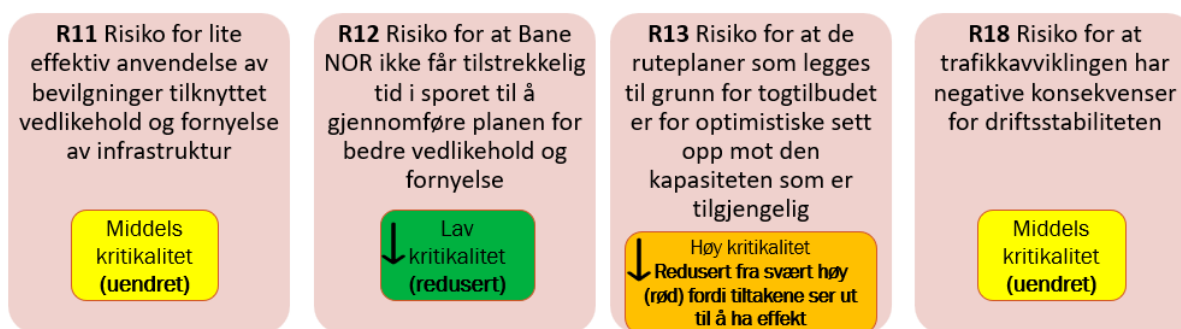 R11 Risiko for lite
effektiv anvendelse av
bevilgninger tilknyttet
vedlikehold og fornyelse
av infrastruktur
Middels
kritikalitet
(uendret)
R12 Risiko for at Bane
NOR ikke får tilstrekkelig
tid i sporet til å
gjennomføre planen for
bedre vedlikehold og
fornyelse
Lav
kritikalitet
(redusert)
R13 Risiko for at de
ruteplaner som legges
til grunn for togtilbudet
er for optimistiske sett
opp mot den
kapasiteten som er
tilgjengelig
Høy kritikalitet
Redusert fra svært høy
(rød) fordi tiltakene ser ut
til å ha effekt
R18 Risiko for at
trafikkavviklingen har
negative konsekvenser
for driftsstabiliteten
Middels
kritikalitet
(uendret)